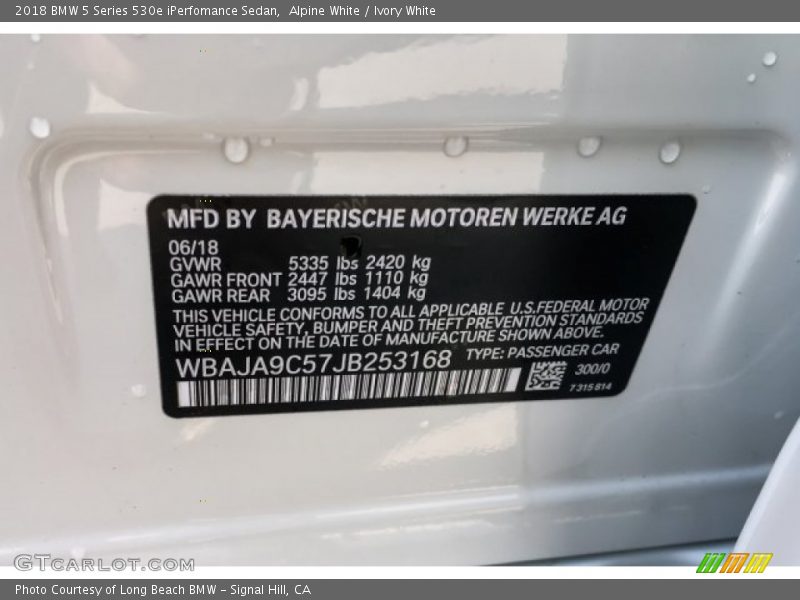 2018 BMW 5 Series 530e iPerfomance Sedan,  Alpine White / Ivory White
MFD BY BAYERISCHE MOTOREN WERKE AG
06/18
GVWR 5335 lbs 2420 kg
GAWR FRONT 2447 lbs 1110 kg
GAWR REAR 3095 lbs 1404 kg
THIS VEHICLE CONFORMS TO ALL APPLICABLE U.S.FEDERAL MOTOR
VEHICLE SAFETY, BUMPER AND THEFT PREVENTION STANDARDS
IN EFFECT ON THE DATE OF MANUFACTURE SHOWN ABOVE.
WBAJA9C57JB253168 TYPE: PASSENGER CAR
300/0
7315814
GTCARLOT.COM
Photo Courtesy of Long Beach BMW - Signal Hill, CA